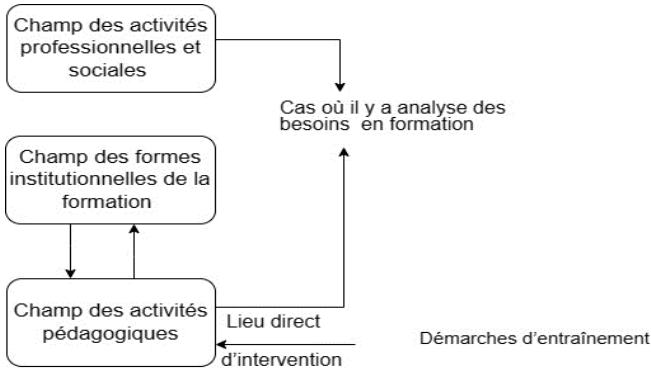 Champ des activités
professionnelles et
sociales
Cas où il y a analyse des
besoins en formation
Champ des formes
institutionnelles de la
formation
Champ des activités
pédagogiques
Lieu direct
d'intervention
Démarches d'entraînement